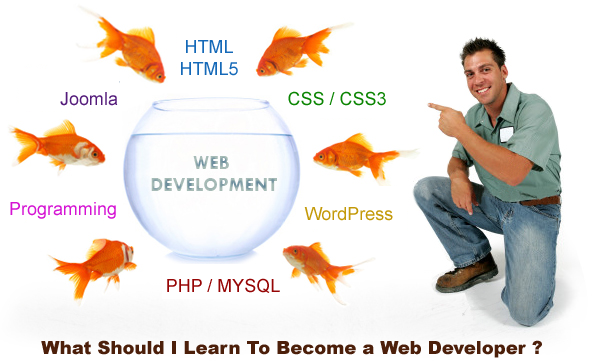 HTML
HTML5
Joomla
CSS / CSS3
WEB
DEVELOPMENT
Programming
WordPress
PHP / MYSQL
What Should I Learn To Become a Web Developer ?